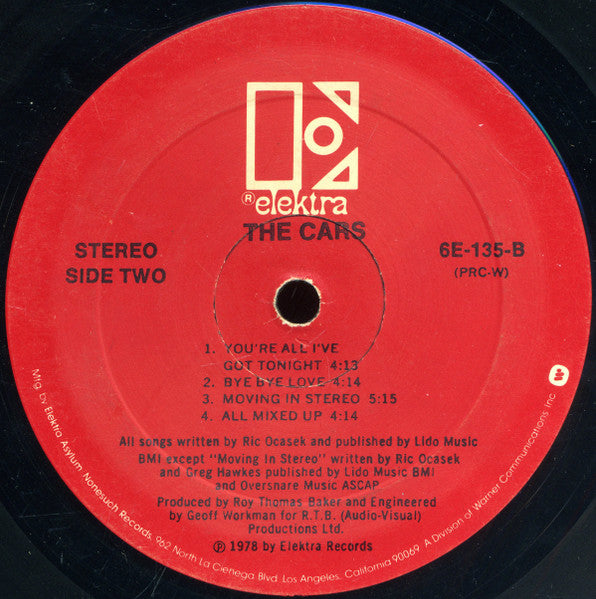 ® elektra
THE CARS
STEREO
SIDE TWO
6E-135-B
(PRC-W)
1. YOU'RE ALL I'VE
GOT TONIGHT 4:13
2. BYE BYE LOVE 4:14
3. MOVING IN STEREO 5:15
4. ALL MIXED UP 4:14
All songs written by Ric Ocasek and published by Lido Music
BMI except "Moving In Stereo" written by Ric Ocasek
and Greg Hawkes published by Lido Music BMI
and Oversnare Music ASCAP
Produced by Roy Thomas Baker and Engineered
by Geoff Workman for R.T.B. (Audio-Visual)
Productions Ltd.
℗ 1978 by Elektra Records
Mfg. by Elektra Asylum Nonesuch Records, 962 North La Cienega Blvd. Los Angeles, California 90069 A Division of Warner Communications Inc